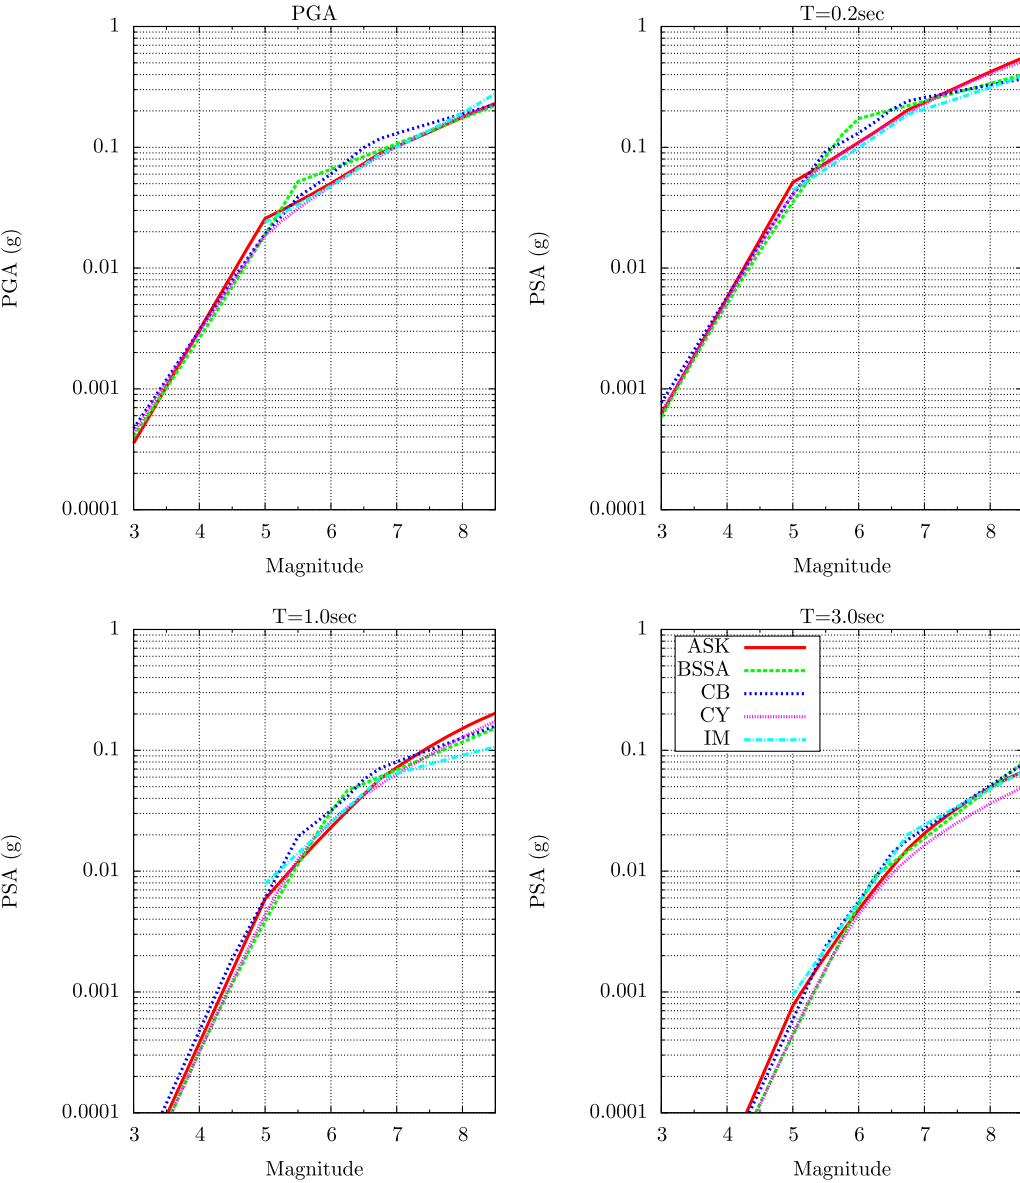 PGA
1
0.1
0.01
0.001
0.0001
3 4 5 6 7 8
Magnitude
PGA (g)
T=0.2sec
1
0.1
0.01
0.001
0.0001
3 4 5 6 7 8
Magnitude
PSA (g)
T=1.0sec
1
0.1
0.01
0.001
0.0001
3 4 5 6 7 8
Magnitude
PSA (g)
T=3.0sec
1
0.1
0.01
0.001
0.0001
3 4 5 6 7 8
Magnitude
PSA (g)
ASK
BSSA
CB
CY
IM